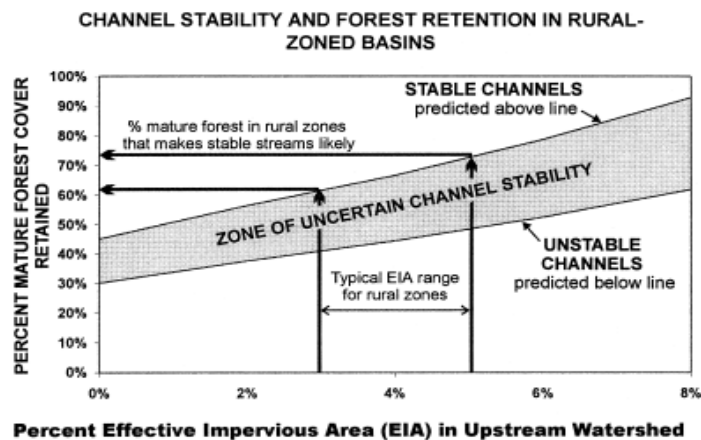 CHANNEL STABILITY AND FOREST RETENTION IN RURAL-
ZONED BASINS
PERCENT MATURE FOREST COVER
RETAINED
100%
90%
80%
70%
60%
50%
40%
30%
20%
10%
0%
STABLE CHANNELS
predicted above line
% mature forest in rural zones
that makes stable streams likely
ZONE OF UNCERTAIN CHANNEL STABILITY
UNSTABLE
CHANNELS
predicted below line
Typical EIA range
for rural zones
0%
2%
4%
6%
8%
Percent Effective Impervious Area (EIA) in Upstream Watershed